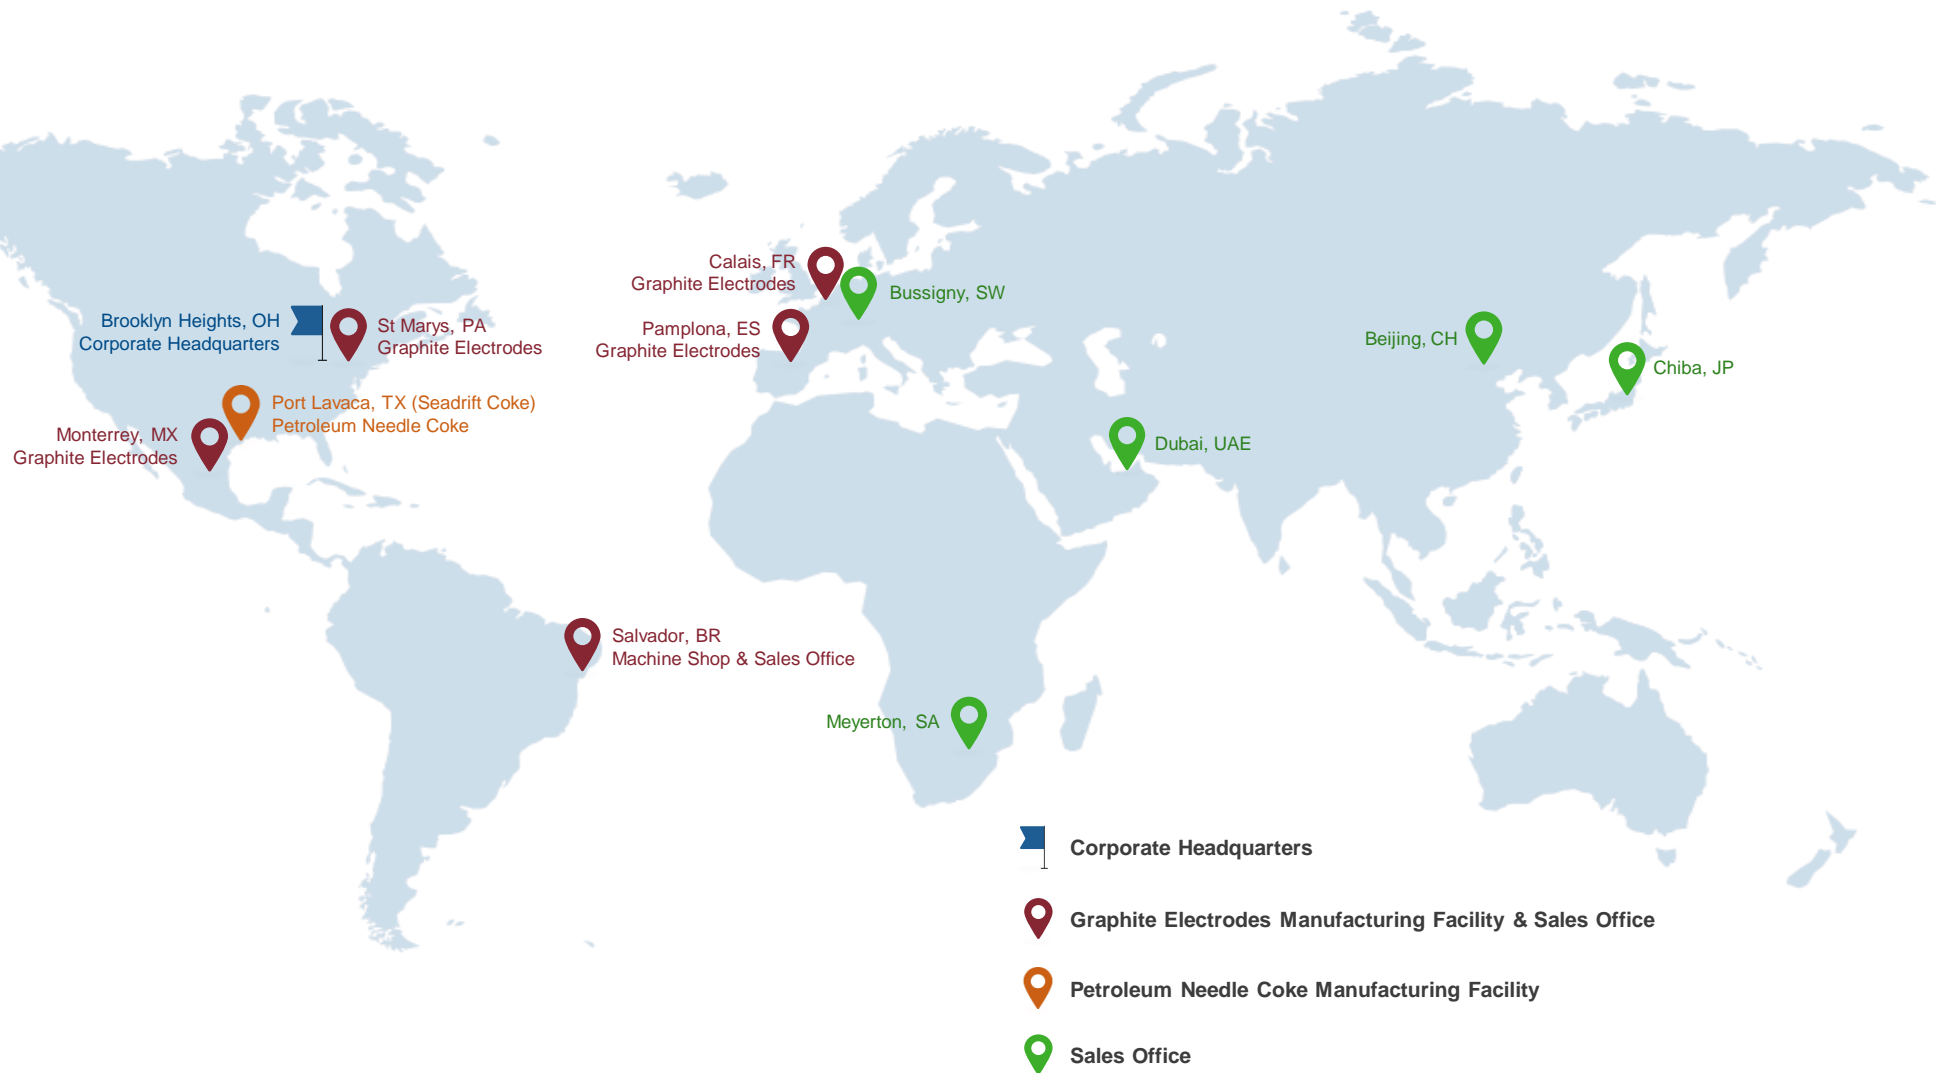 Calais, FR
Graphite Electrodes
Bussigny, SW
Brooklyn Heights, OH
Corporate Headquarters
St Marys, PA
Graphite Electrodes
Pamplona, ES
Graphite Electrodes
Beijing, CH
Chiba, JP
Port Lavaca, TX (Seadrift Coke)
Petroleum Needle Coke
Monterrey, MX
Graphite Electrodes
Dubai, UAE
Salvador, BR
Machine Shop & Sales Office
Meyerton, SA
Corporate Headquarters
Graphite Electrodes Manufacturing Facility & Sales Office
Petroleum Needle Coke Manufacturing Facility
Sales Office